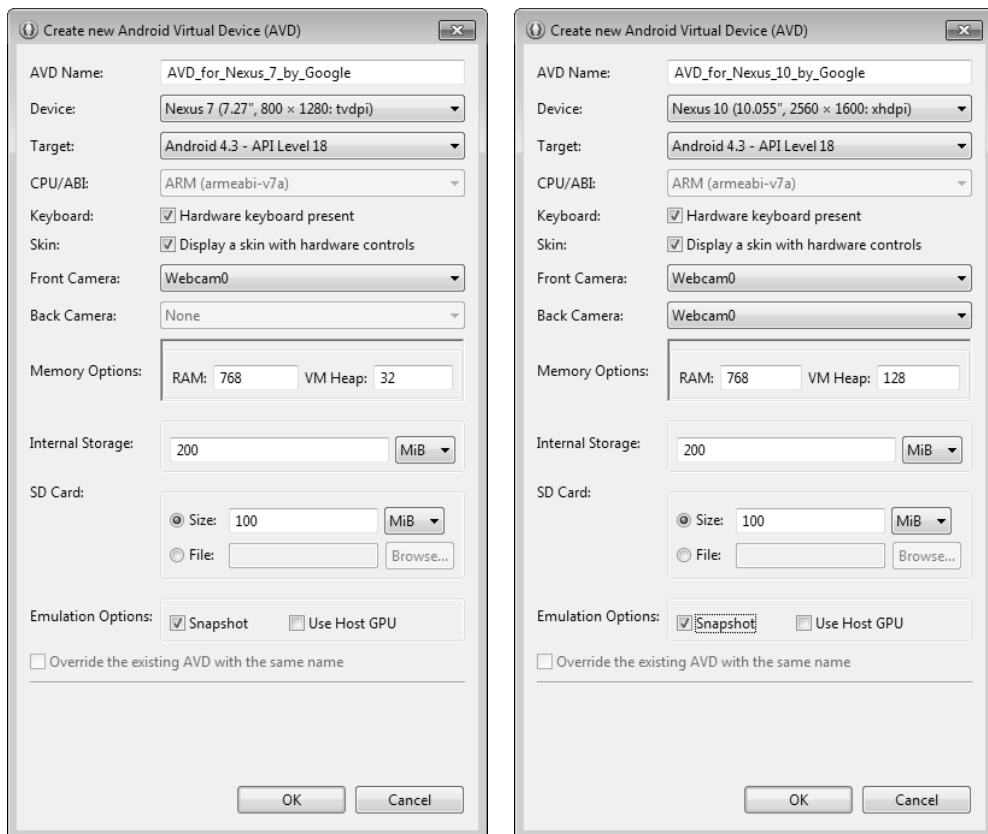 Create new Android Virtual Device (AVD)
AVD Name: AVD_for_Nexus_7_by_Google
Device: Nexus 7 (7.27", 800 × 1280: tvdpi)
Target: Android 4.3 - API Level 18
CPU/ABI: ARM (armeabi-v7a)
Keyboard: Hardware keyboard present
Skin: Display a skin with hardware controls
Front Camera: Webcam0
Back Camera: None
Memory Options: RAM: 768 VM Heap: 32
Internal Storage: 200 MiB
SD Card:
Size: 100 MiB
File: Browse...
Emulation Options: Snapshot Use Host GPU
Override the existing AVD with the same name
OK Cancel
Create new Android Virtual Device (AVD)
AVD Name: AVD_for_Nexus_10_by_Google
Device: Nexus 10 (10.055", 2560 × 1600: xhdpi)
Target: Android 4.3 - API Level 18
CPU/ABI: ARM (armeabi-v7a)
Keyboard: Hardware keyboard present
Skin: Display a skin with hardware controls
Front Camera: Webcam0
Back Camera: Webcam0
Memory Options: RAM: 768 VM Heap: 128
Internal Storage: 200 MiB
SD Card:
Size: 100 MiB
File: Browse...
Emulation Options: Snapshot Use Host GPU
Override the existing AVD with the same name
OK Cancel